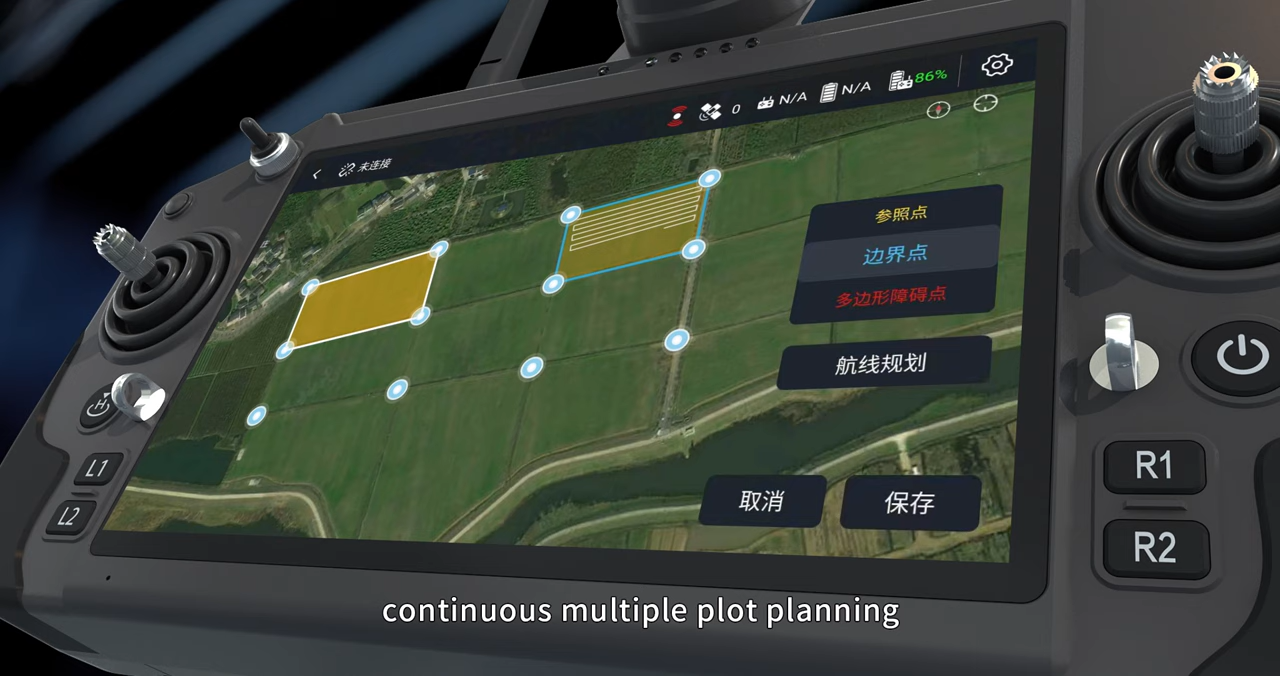 未连接
0
N/A
N/A
86%
参照点
边界点
多边形障碍点
航线规划
取消
保存
H
L1
L2
R1
R2
continuous multiple plot planning